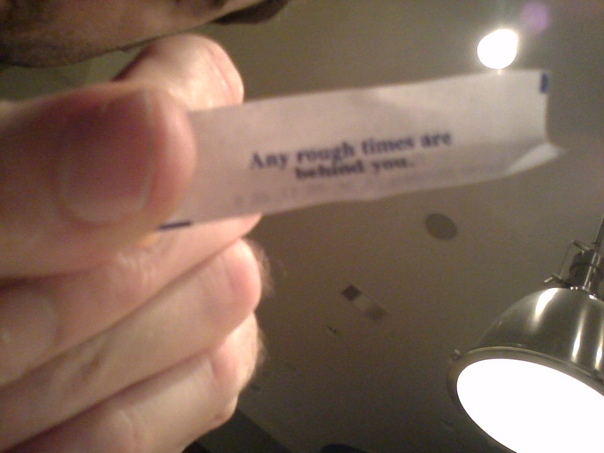 Any rough times are
behind you.